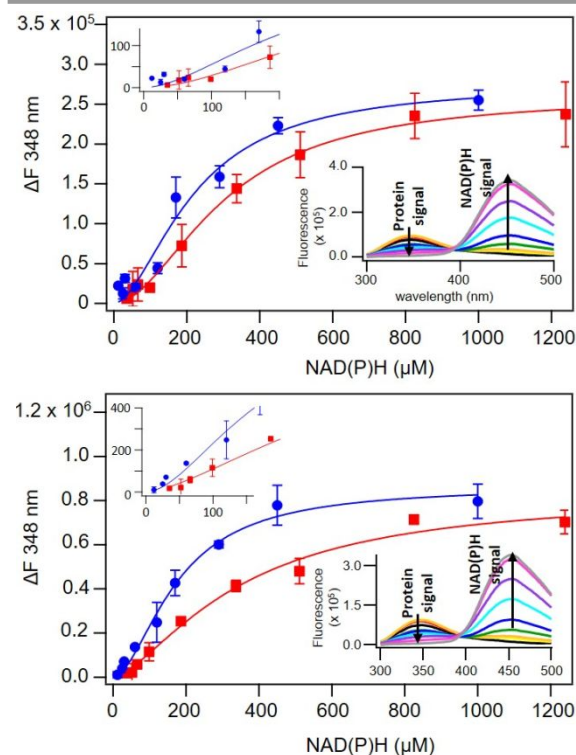 3.5x10⁵
3.0
2.5
2.0
1.5
1.0
0.5
0
ΔF 348 nm
100
0
0
100
Fluorescence
(x 10⁵)
4.0
2.0
0.0
Protein
signal
NAD(P)H
signal
300
400
500
wavelength (nm)
0
200
400
600
800
1000
1200
NAD(P)H (µM)
1.2 x 10⁶
0.8
0.6
0.4
0.2
0.0
ΔF 348 nm
400
200
0
0
50
100
150
Fluorescence
(x 10⁵)
3.0
1.5
0.0
Protein
signal
NAD(P)H
signal
300
350
400
450
500
0
200
400
600
800
1000
1200
NAD(P)H (µM)